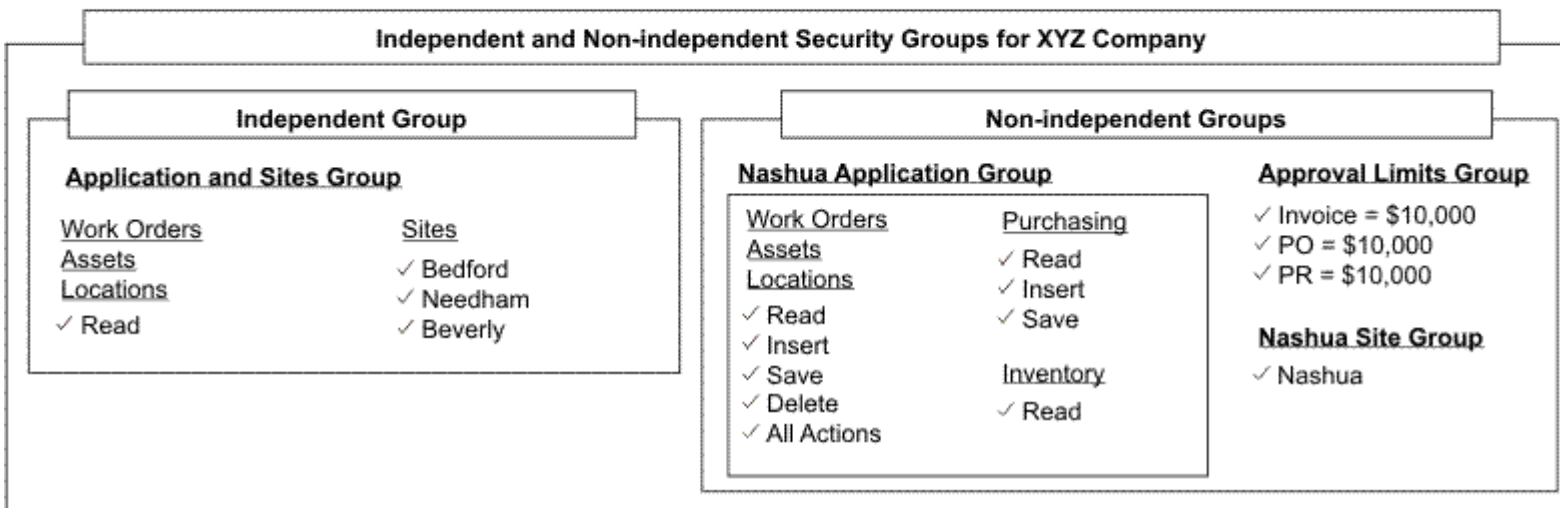 Independent and Non-independent Security Groups for XYZ Company
Independent Group
Application and Sites Group
Work Orders
Assets
Locations
✓ Read
Sites
✓ Bedford
✓ Needham
✓ Beverly
Non-independent Groups
Nashua Application Group
Work Orders
Assets
Locations
✓ Read
✓ Insert
✓ Save
✓ Delete
✓ All Actions
Purchasing
✓ Read
✓ Insert
✓ Save
Inventory
✓ Read
Approval Limits Group
✓ Invoice = $10,000
✓ PO = $10,000
✓ PR = $10,000
Nashua Site Group
✓ Nashua